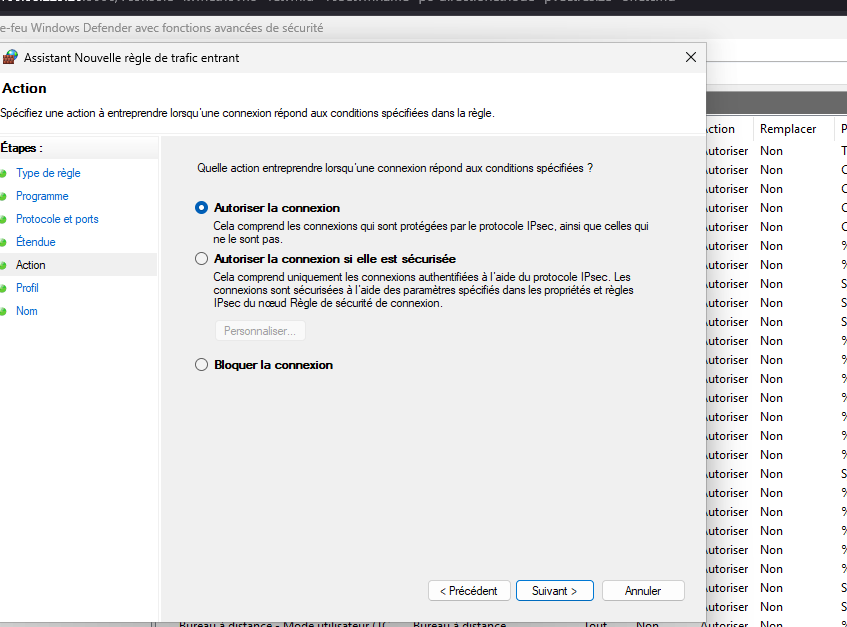 e-feu Windows Defender avec fonctions avancées de sécurité
Assistant Nouvelle règle de trafic entrant
Action
Spécifiez une action à entreprendre lorsqu'une connexion répond aux conditions spécifiées dans la règle.
Étapes :
Type de règle
Programme
Protocole et ports
Étendue
Action
Profil
Nom
Quelle action entreprendre lorsqu'une connexion répond aux conditions spécifiées ?
Autoriser la connexion
Cela comprend les connexions qui sont protégées par le protocole IPsec, ainsi que celles qui
ne le sont pas.
Autoriser la connexion si elle est sécurisée
Cela comprend uniquement les connexions authentifiées à l'aide du protocole IPsec. Les
connexions sont sécurisées à l'aide des paramètres spécifiés dans les propriétés et règles
IPsec du nœud Règle de sécurité de connexion.
Personnaliser...
Bloquer la connexion
< Précédent
Suivant >
Annuler
ction Remplacer P
utoriser Non T
utoriser Non C
utoriser Non C
utoriser Non C
utoriser Non C
utoriser Non %
utoriser Non %
utoriser Non S
utoriser Non S
utoriser Non S
utoriser Non %
utoriser Non %
utoriser Non %
utoriser Non %
utoriser Non %
utoriser Non %
utoriser Non %
utoriser Non S
utoriser Non %
utoriser Non %
utoriser Non %
utoriser Non %
utoriser Non %
utoriser Non S
utoriser Non S
Bureau à distance - Mode utilisateur (TC Bureau à distance Tout Non Autoriser Non %